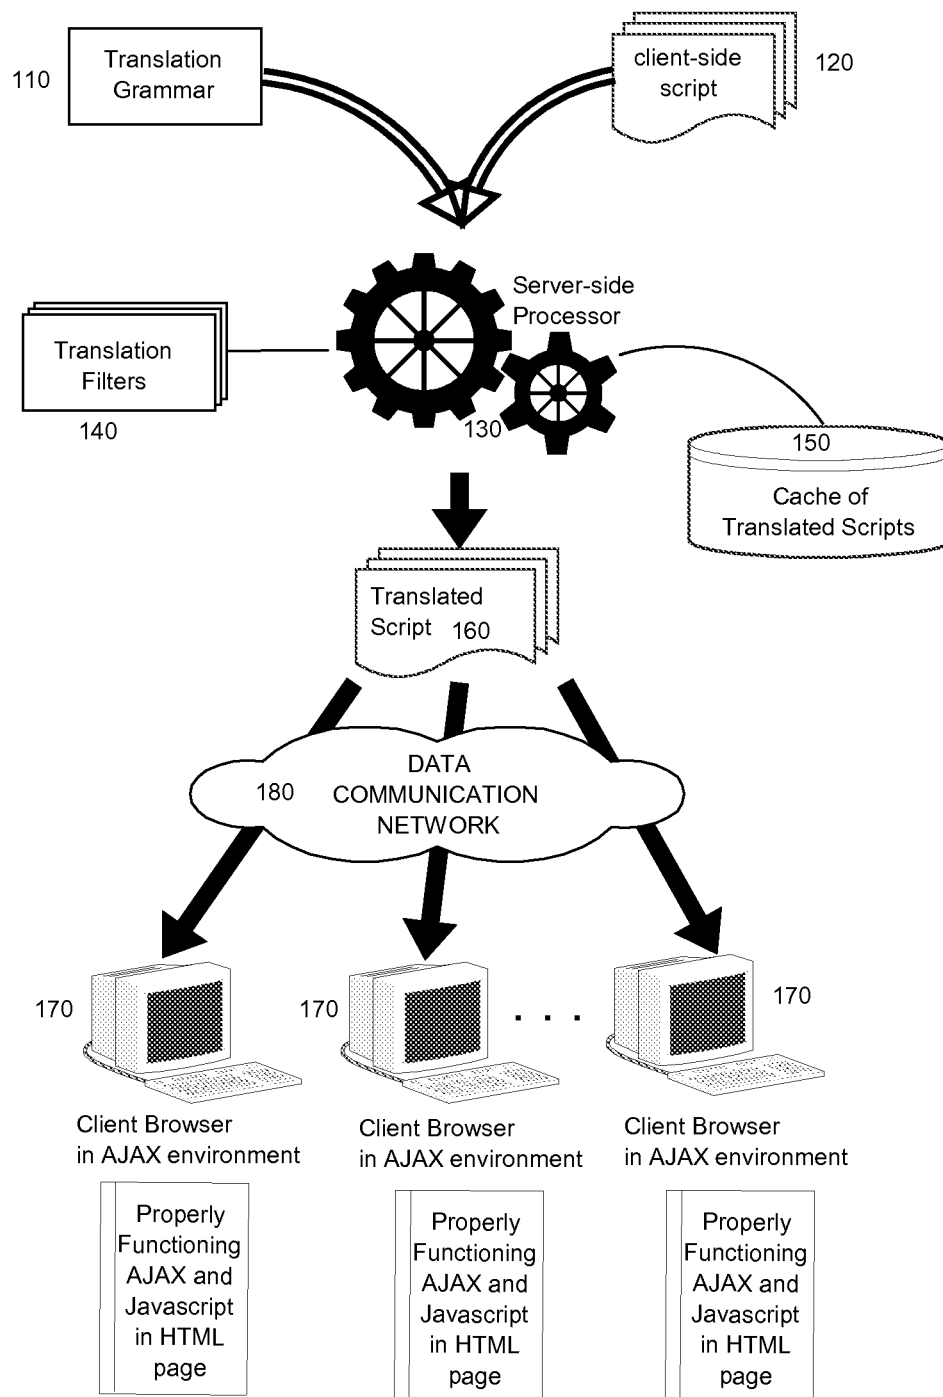 110
Translation
Grammar
client-side
script
120
Server-side
Processor
Translation
Filters
140
130
150
Cache of
Translated Scripts
Translated
Script 160
180
DATA
COMMUNICATION
NETWORK
170
170
170
Client Browser
in AJAX environment
Client Browser
in AJAX environment
Client Browser
in AJAX environment
Properly
Functioning
AJAX and
Javascript
in HTML
page
Properly
Functioning
AJAX and
Javascript
in HTML
page
Properly
Functioning
AJAX and
Javascript
in HTML
page